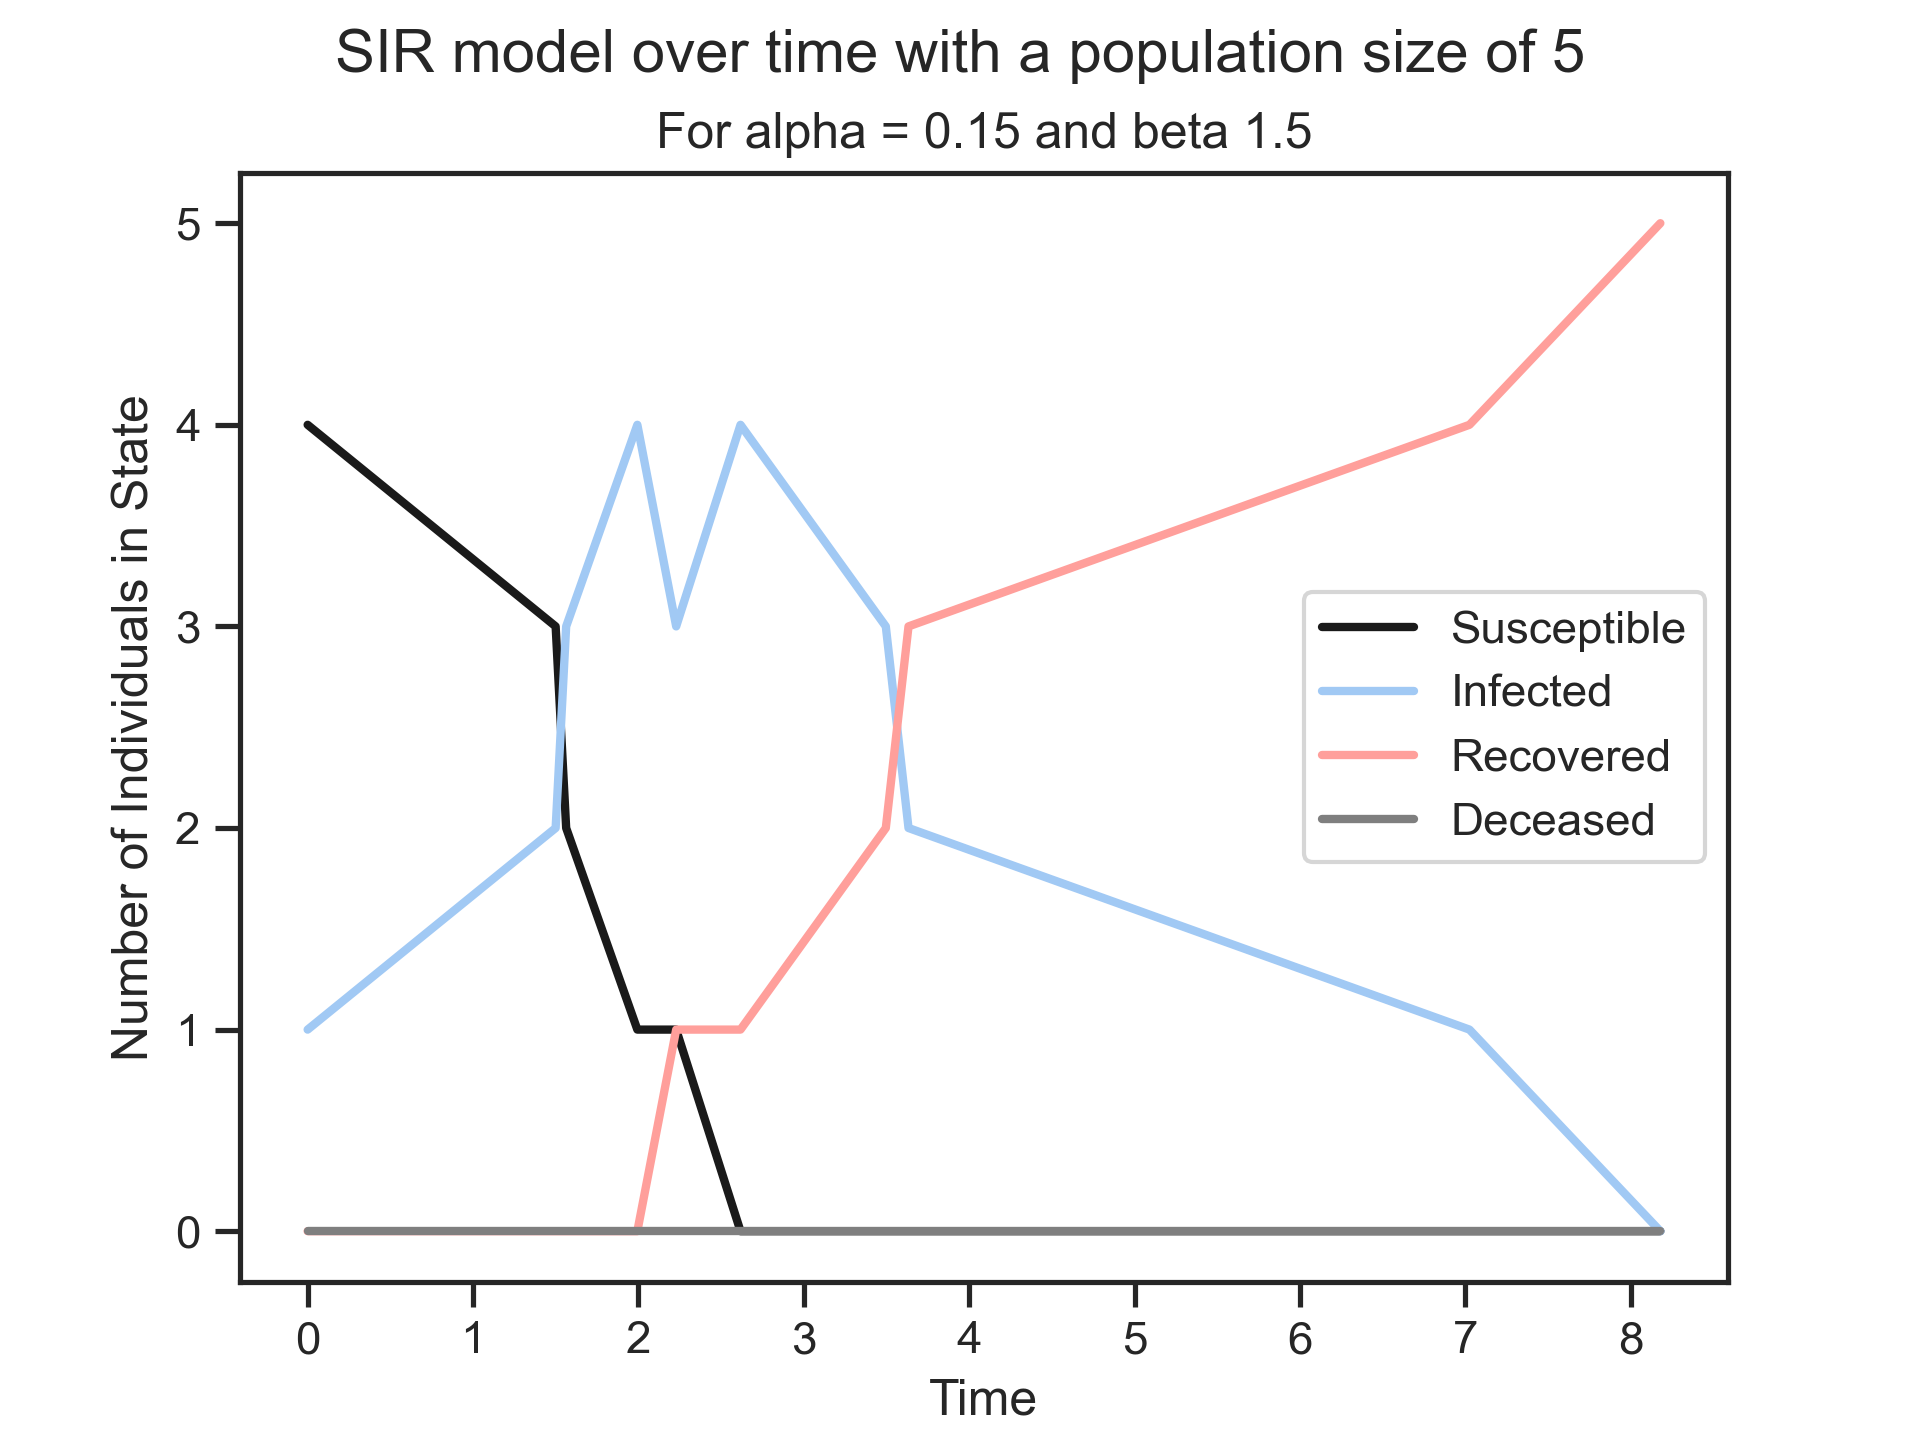 SIR model over time with a population size of 5
For alpha = 0.15 and beta 1.5
Number of Individuals in State
5
4
3
2
1
0
Susceptible
Infected
Recovered
Deceased
0 1 2 3 4 5 6 7 8
Time